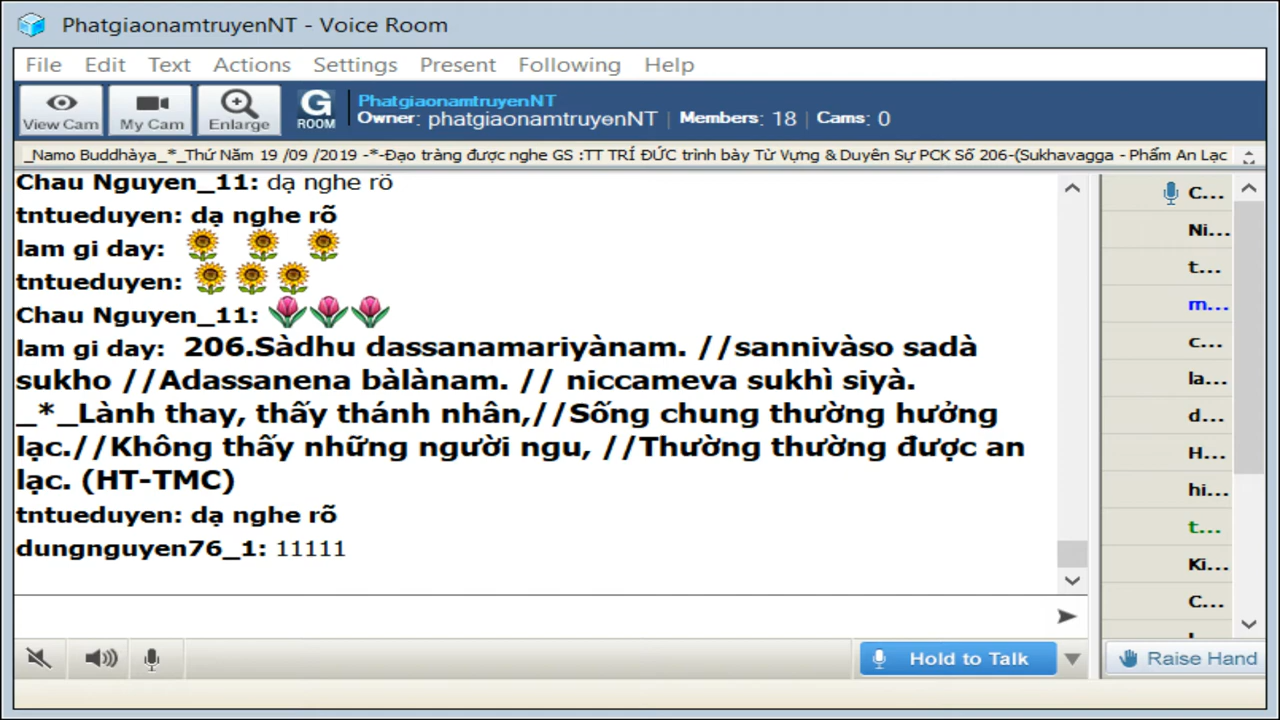 PhatgiaonamtruyenNT - Voice Room
File Edit Text Actions Settings Present Following Help
View Cam My Cam Enlarge G ROOM
PhatgiaonamtruyenNT
Owner: phatgiaonamtruyenNT | Members: 18 | Cams: 0
_Namo Buddhàya_*_Thứ Năm 19 /09 /2019 -*-Đạo tràng được nghe GS :TT TRÍ ĐỨC trình bày Từ Vựng & Duyên Sự PCK Số 206-(Sukhavagga - Phẩm An Lạc
Chau Nguyen_11: dạ nghe rõ
tntueduyen: dạ nghe rõ
lam gi day:
tntueduyen:
Chau Nguyen_11:
lam gi day: 206.Sàdhu dassanamariyànam. //sannivàso sadà
sukho //Adassanena bàlànam. // niccameva sukhì siyà.
_*_Lành thay, thấy thánh nhân,//Sống chung thường hưởng
lạc.//Không thấy những người ngu, //Thường thường được an
lạc. (HT-TMC)
tntueduyen: dạ nghe rõ
dungnguyen76_1: 11111
C...
Ni...
t...
m...
c...
la...
d...
H...
hi...
t...
Ki...
C...
Hold to Talk
Raise Hand